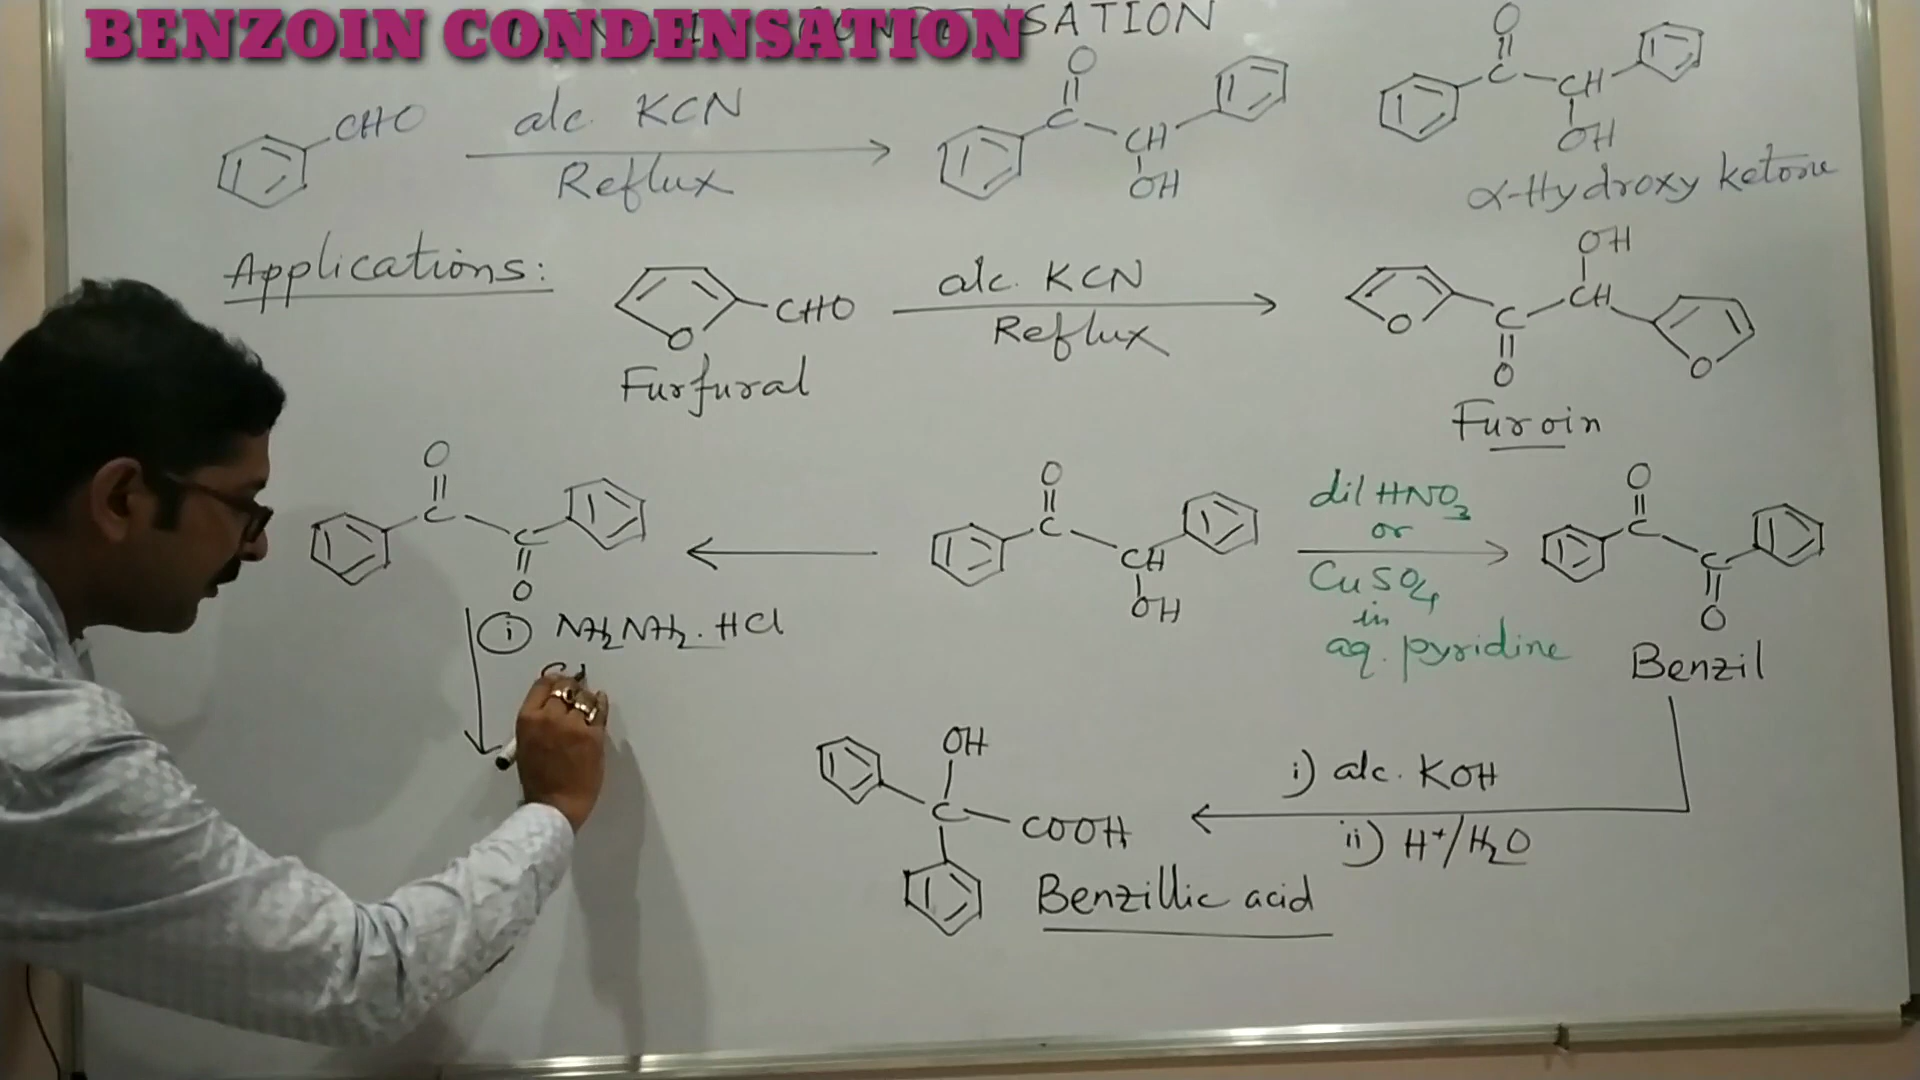 BENZOIN CONDENSATION
CHO
alc. KCN
Reflux
O
C
CH
OH
O
C
CH
OH
α-Hydroxy ketone
Applications:
O
CHO
Furfural
alc. KCN
Reflux
O
C
O
CH
OH
O
Furoin
O
C
C
O
O
C
CH
OH
dil HNO3
or
CuSO4
in
aq. pyridine
O
C
C
O
Benzil
i NH2NH2.HCl
OH
C
COOH
Benzillic acid
i) alc. KOH
ii) H+/H2O